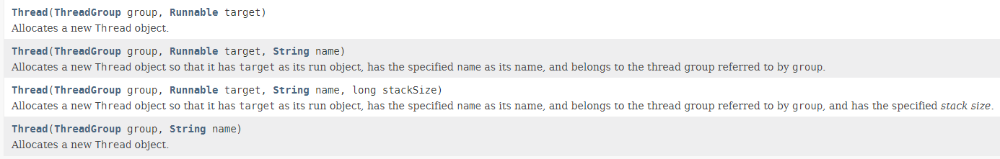 Thread(ThreadGroup group, Runnable target)
Allocates a new Thread object.
Thread(ThreadGroup group, Runnable target, String name)
Allocates a new Thread object so that it has target as its run object, has the specified name as its name, and belongs to the thread group referred to by group.
Thread(ThreadGroup group, Runnable target, String name, long stackSize)
Allocates a new Thread object so that it has target as its run object, has the specified name as its name, and belongs to the thread group referred to by group, and has the specified stack size.
Thread(ThreadGroup group, String name)
Allocates a new Thread object.